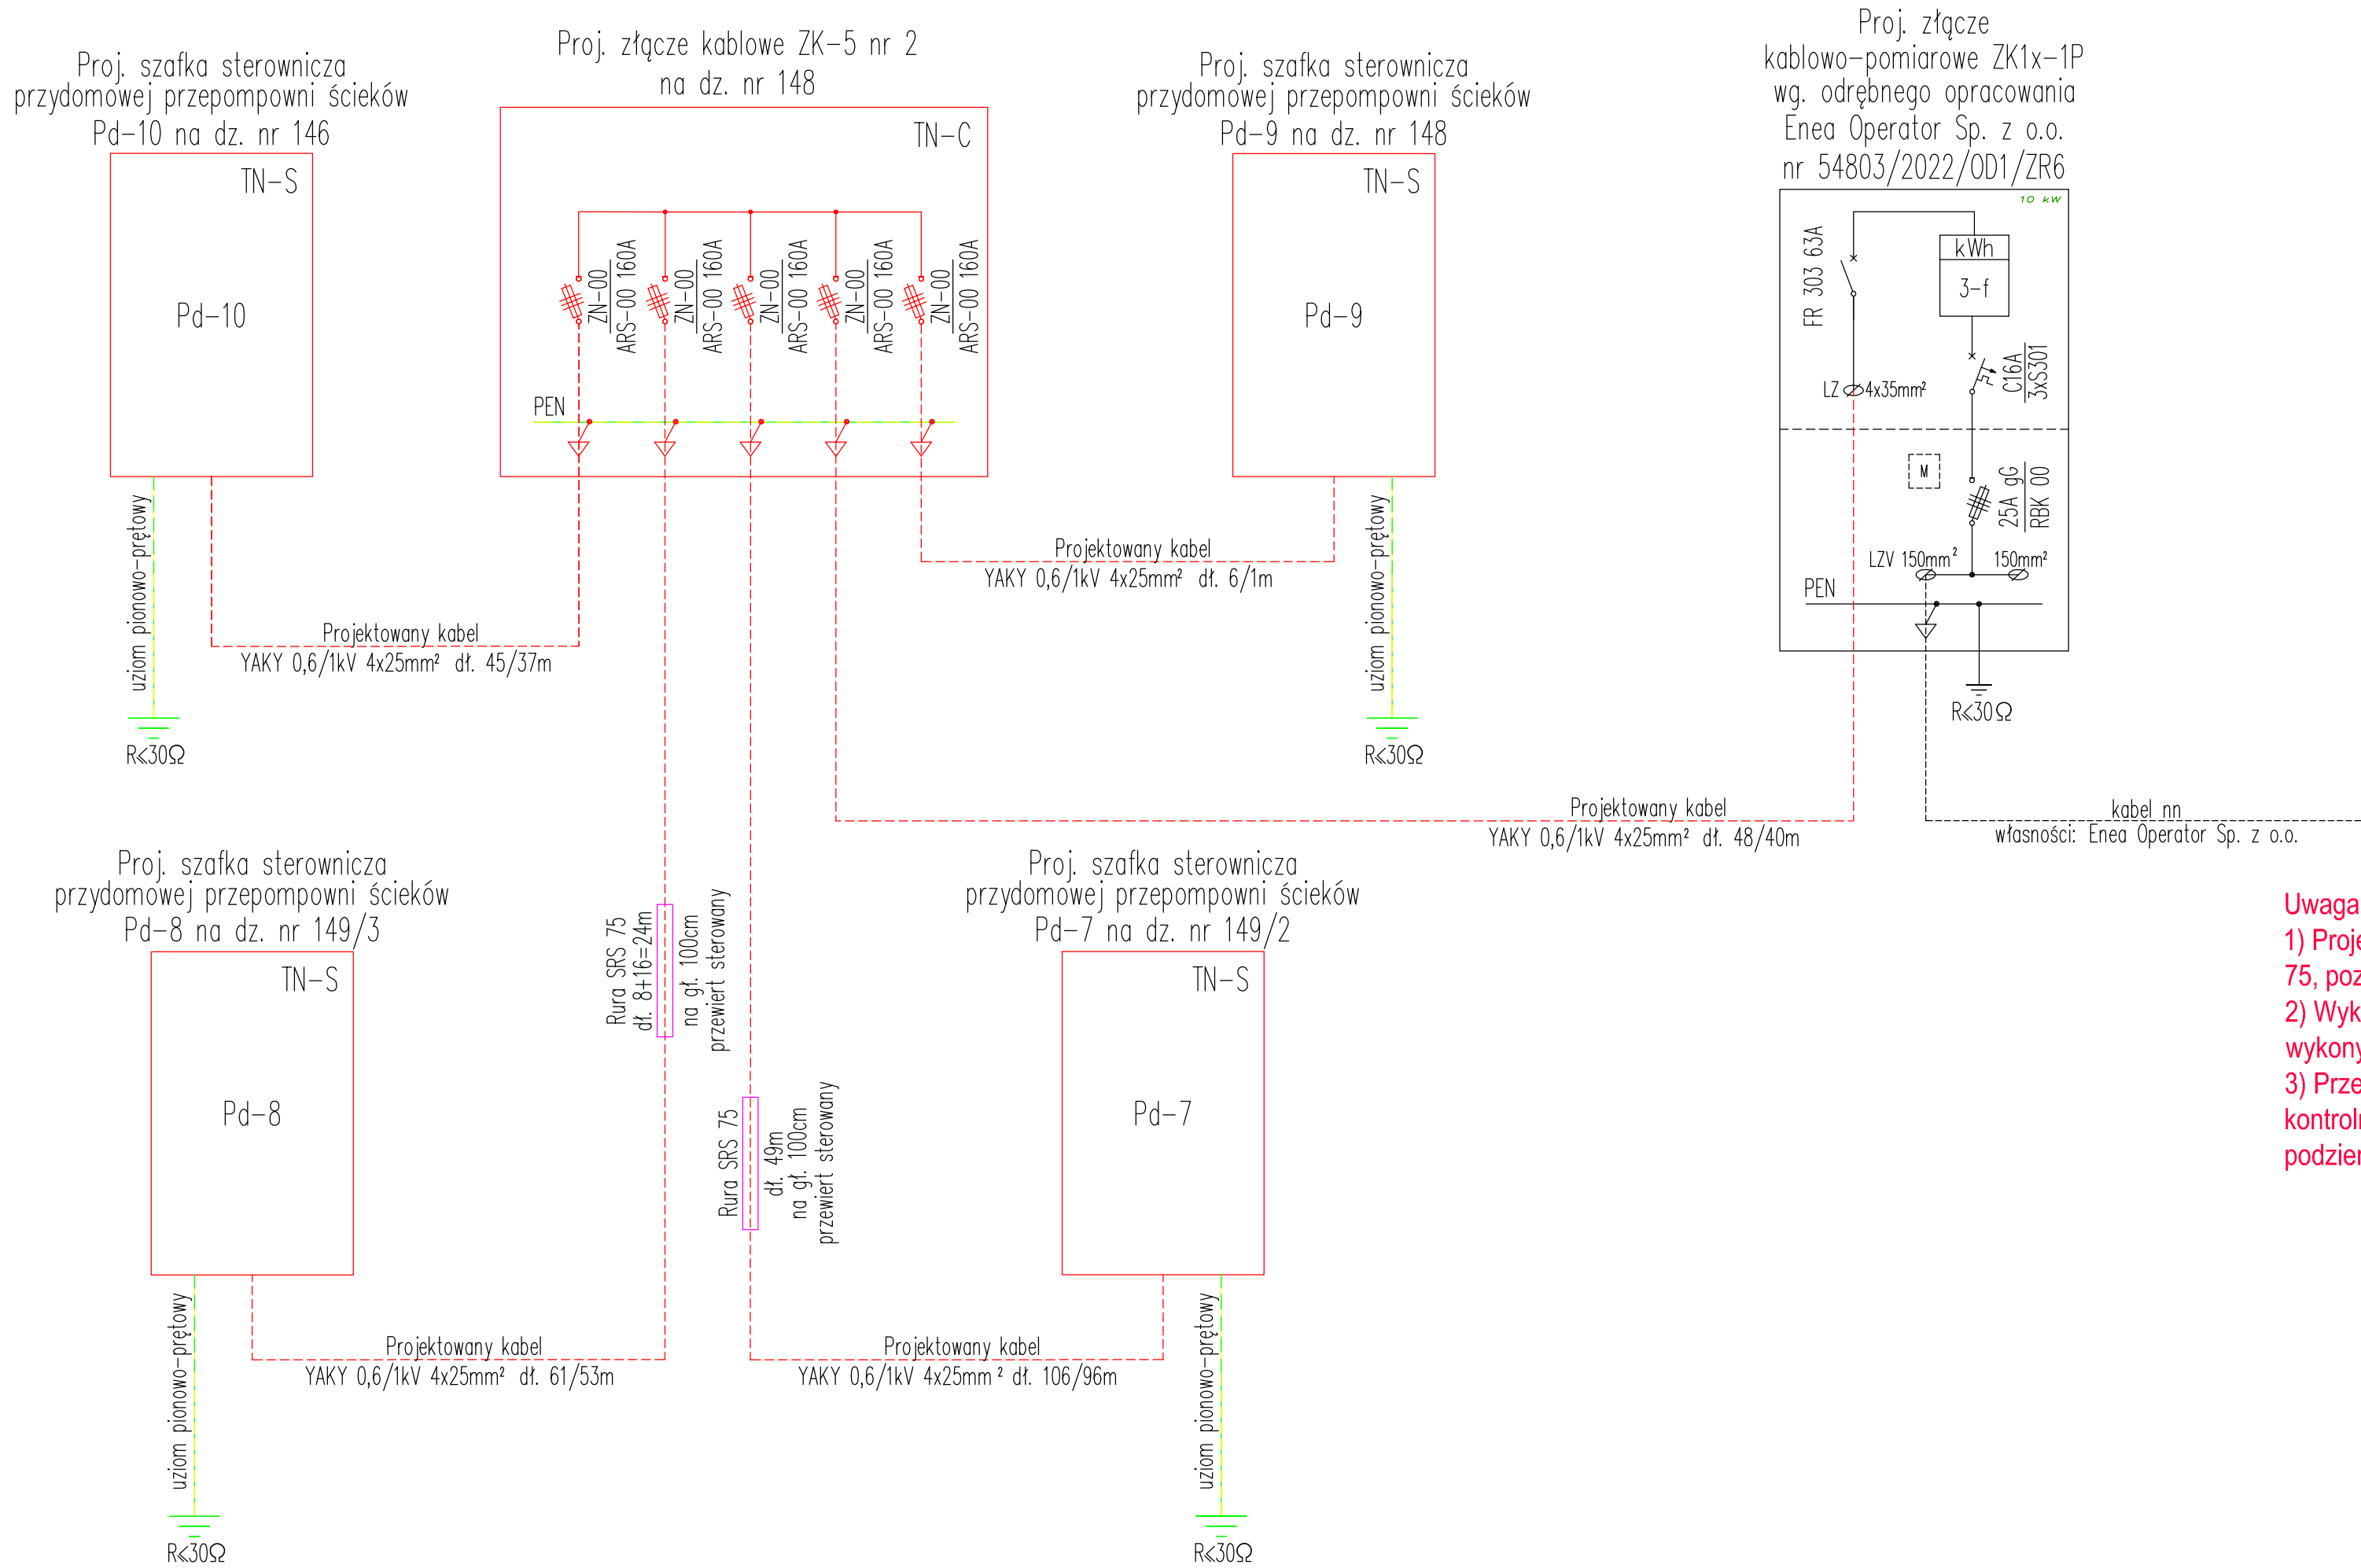 Proj. szafka sterownicza
przydomowej przepompowni ścieków
Pd-10 na dz. nr 146
TN-S
Pd-10
uziom pionowo-prętowy
R≤30Ω
Projektowany kabel
YAKY 0,6/1kV 4x25mm² dł. 45/37m
Proj. złącze kablowe ZK-5 nr 2
na dz. nr 148
TN-C
ZN-00
ARS-00 160A
ZN-00
ARS-00 160A
ZN-00
ARS-00 160A
ZN-00
ARS-00 160A
ZN-00
ARS-00 160A
PEN
Proj. szafka sterownicza
przydomowej przepompowni ścieków
Pd-9 na dz. nr 148
TN-S
Pd-9
uziom pionowo-prętowy
R≤30Ω
Projektowany kabel
YAKY 0,6/1kV 4x25mm² dł. 6/1m
Proj. złącze
kablowo-pomiarowe ZK1x-1P
wg. odrębnego opracowania
Enea Operator Sp. z o.o.
nr 54803/2022/OD1/ZR6
10 kW
FR 303 63A
kWh
3-f
C16A
3xS301
LZ 4x35mm²
M
25A gG
RBK 00
LZV 150mm²
150mm²
PEN
R≤30Ω
Projektowany kabel
YAKY 0,6/1kV 4x25mm² dł. 48/40m
kabel nn
własności: Enea Operator Sp. z o.o.
Proj. szafka sterownicza
przydomowej przepompowni ścieków
Pd-8 na dz. nr 149/3
TN-S
Pd-8
uziom pionowo-prętowy
R≤30Ω
Projektowany kabel
YAKY 0,6/1kV 4x25mm² dł. 61/53m
Rura SRS 75
dł. 8+16=24m
na gł. 100cm
przewiert sterowany
Rura SRS 75
dł. 49m
na gł. 100cm
przewiert sterowany
Proj. szafka sterownicza
przydomowej przepompowni ścieków
Pd-7 na dz. nr 149/2
TN-S
Pd-7
uziom pionowo-prętowy
R≤30Ω
Projektowany kabel
YAKY 0,6/1kV 4x25mm² dł. 106/96m
Uwaga
1) Proje
75, poz
2) Wyk
wykony
3) Prze
kontroln
podzien